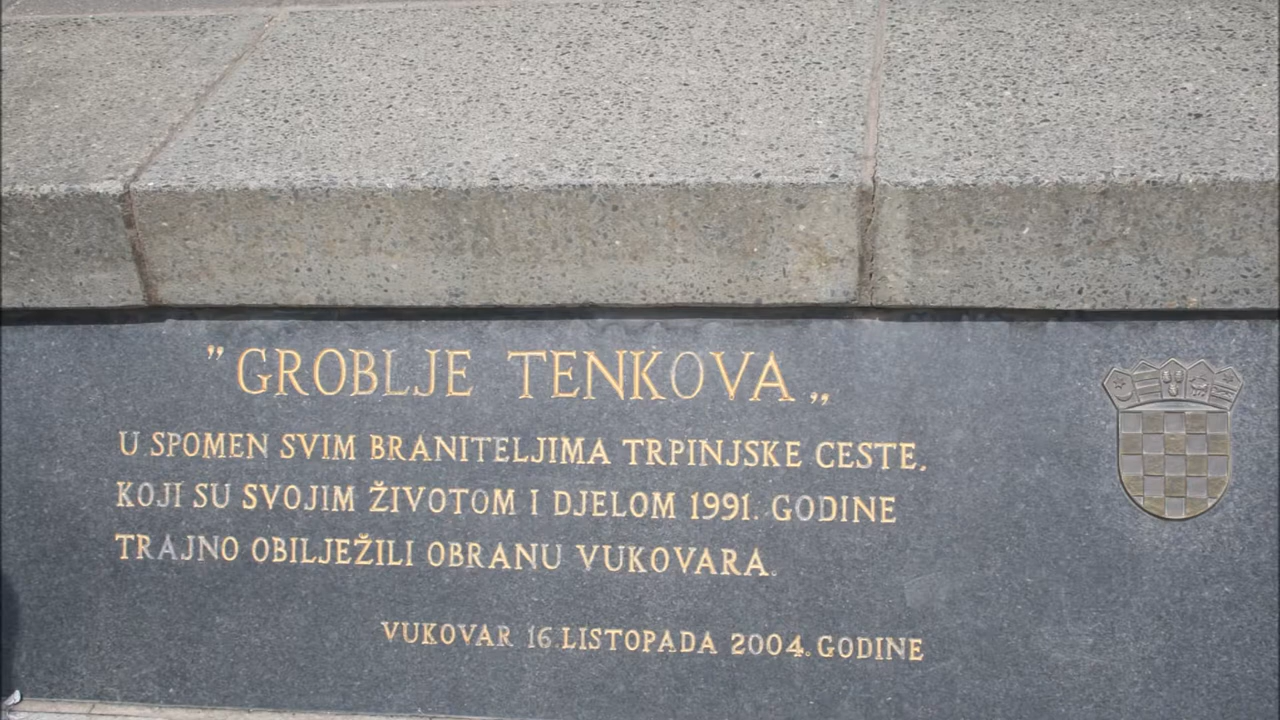 "GROBLJE TENKOVA„
U SPOMEN SVIM BRANITELJIMA TRPINJSKE CESTE,
KOJI SU SVOJIM ŽIVOTOM I DJELOM 1991. GODINE
TRAJNO OBILJEŽILI OBRANU VUKOVARA.
VUKOVAR 16.LISTOPADA 2004. GODINE